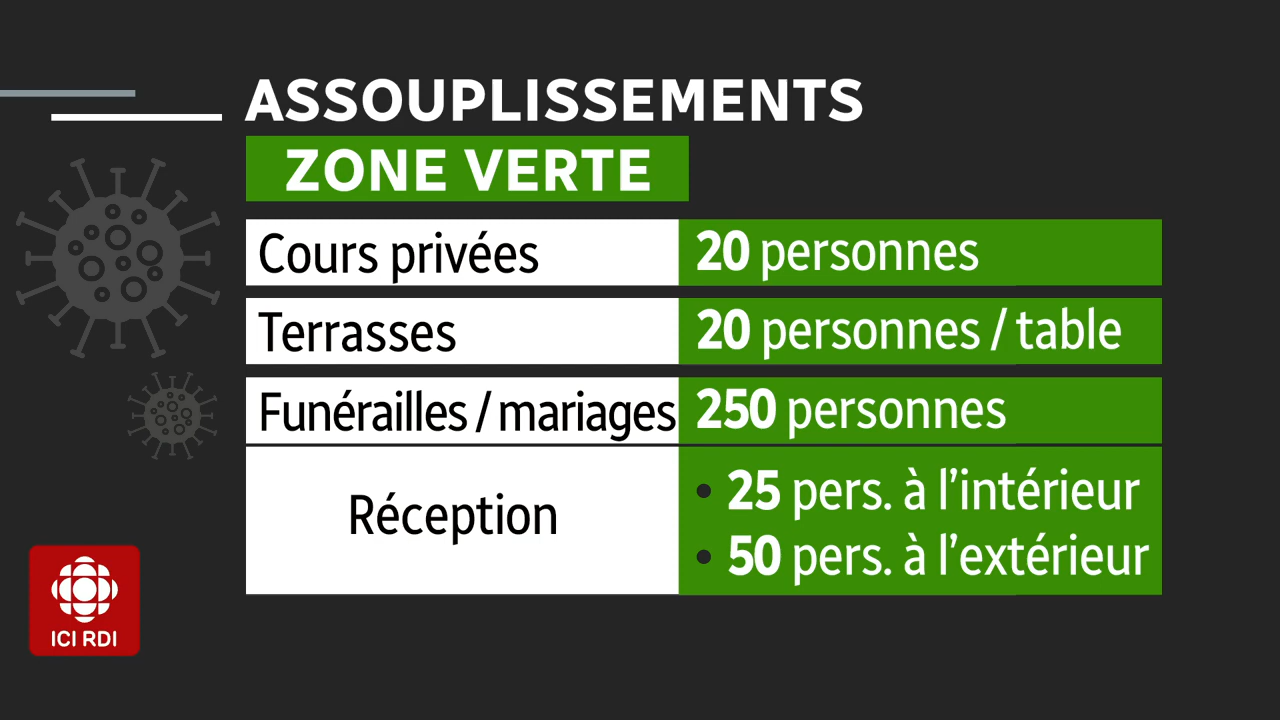 ASSOUPLISSEMENTS
ZONE VERTE
Cours privées 20 personnes
Terrasses 20 personnes / table
Funérailles / mariages 250 personnes
Réception
• 25 pers. à l’intérieur
• 50 pers. à l’extérieur
ICI RDI